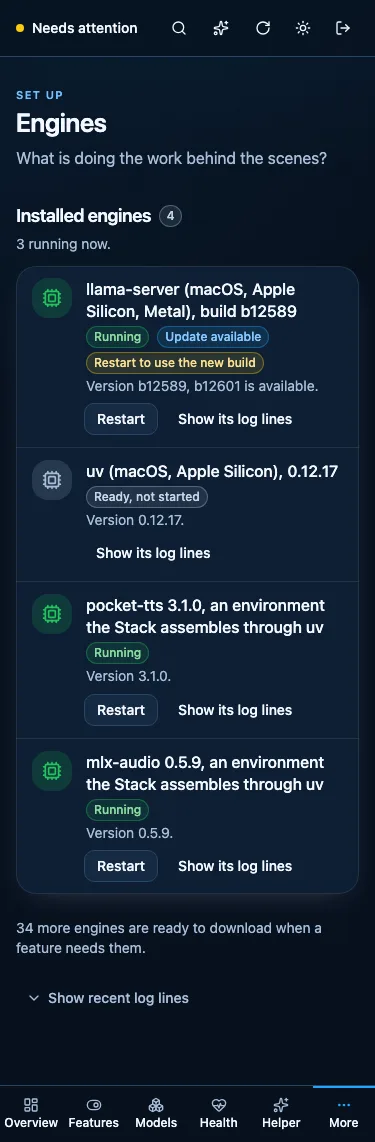 Needs attention
SET UP
Engines
What is doing the work behind the scenes?
Installed engines 4
3 running now.
llama-server (macOS, Apple
Silicon, Metal), build b12589
Running Update available
Restart to use the new build
Version b12589, b12601 is available.
Restart Show its log lines
uv (macOS, Apple Silicon), 0.12.17
Ready, not started
Version 0.12.17.
Show its log lines
pocket-tts 3.1.0, an environment
the Stack assembles through uv
Running
Version 3.1.0.
Restart Show its log lines
mlx-audio 0.5.9, an environment
the Stack assembles through uv
Running
Version 0.5.9.
Restart Show its log lines
34 more engines are ready to download when a
feature needs them.
Show recent log lines
Overview Features Models Health Helper More